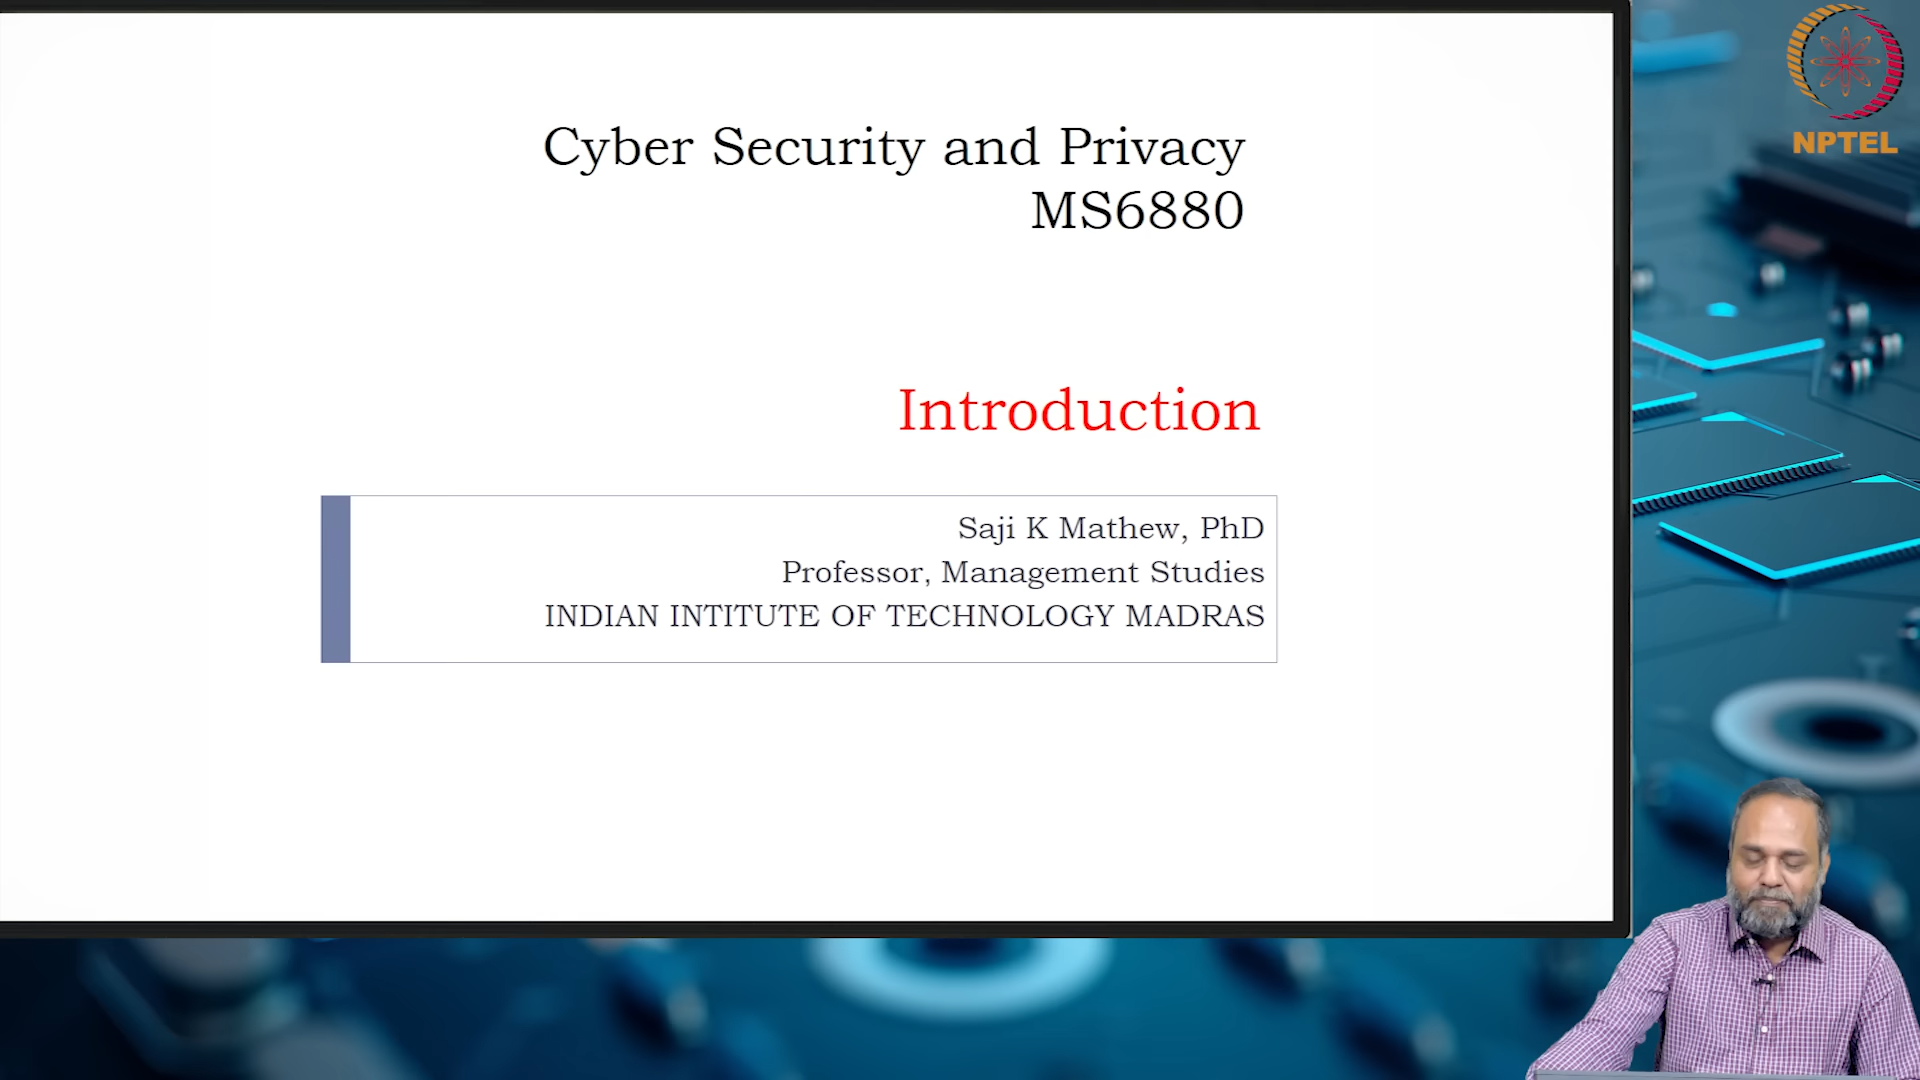 Cyber Security and Privacy
MS6880
Introduction
Saji K Mathew, PhD
Professor, Management Studies
INDIAN INTITUTE OF TECHNOLOGY MADRAS
NPTEL